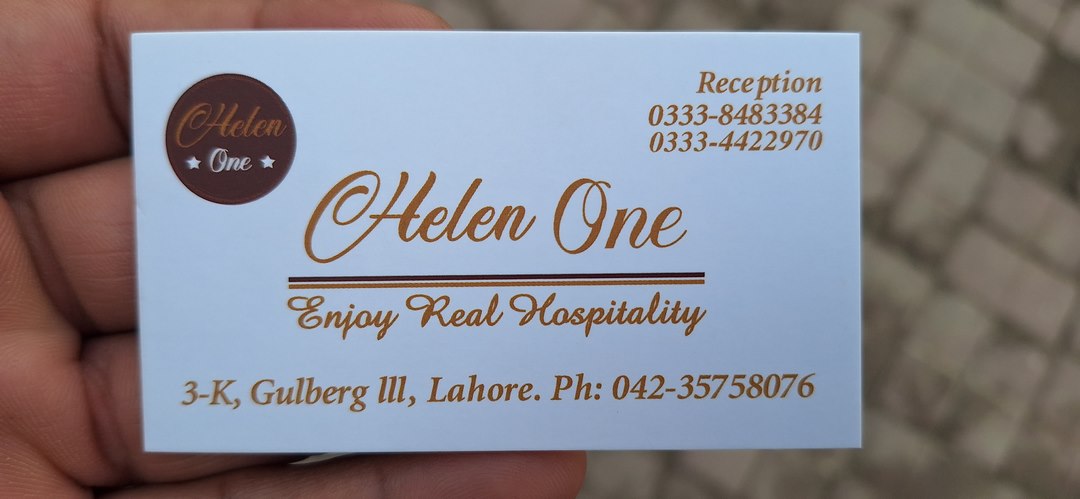 Helen
One
Reception
0333-8483384
0333-4422970
Helen One
Enjoy Real Hospitality
3-K, Gulberg lll, Lahore. Ph: 042-35758076